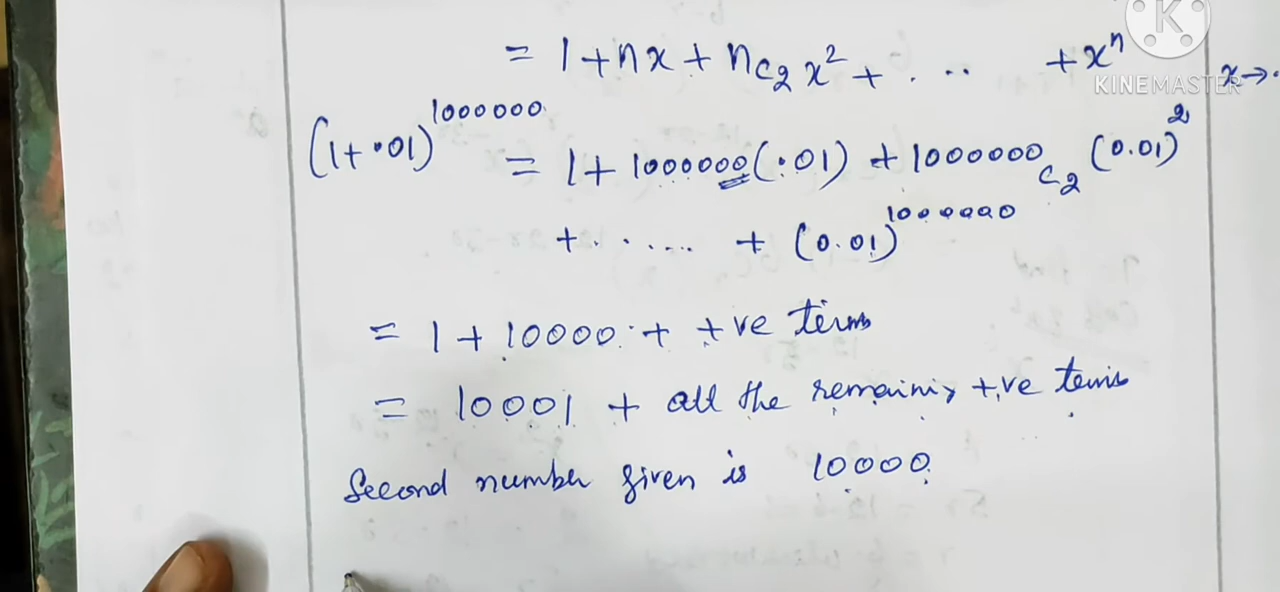 = 1 + nx + nc₂ x² + . . . . + xⁿ
KINEMASTER
x→.
(1+.01)¹⁰⁰⁰⁰⁰⁰ = 1 + 1000000(.01) + 1000000c₂ (0.01)²
+ . . . . . . + (0.01)¹⁰⁰⁰⁰⁰⁰
= 1 + 10000 + +ve terms
= 10001 + all the remaining +ve terms
Second number given is 10000.